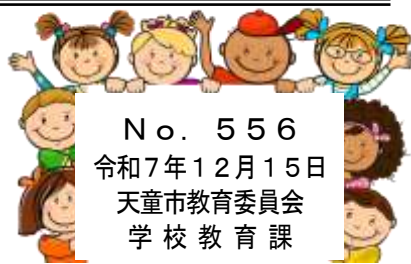 Ｎｏ．５５６
令和７年１２月１５日
天童市教育委員会
学校教育課